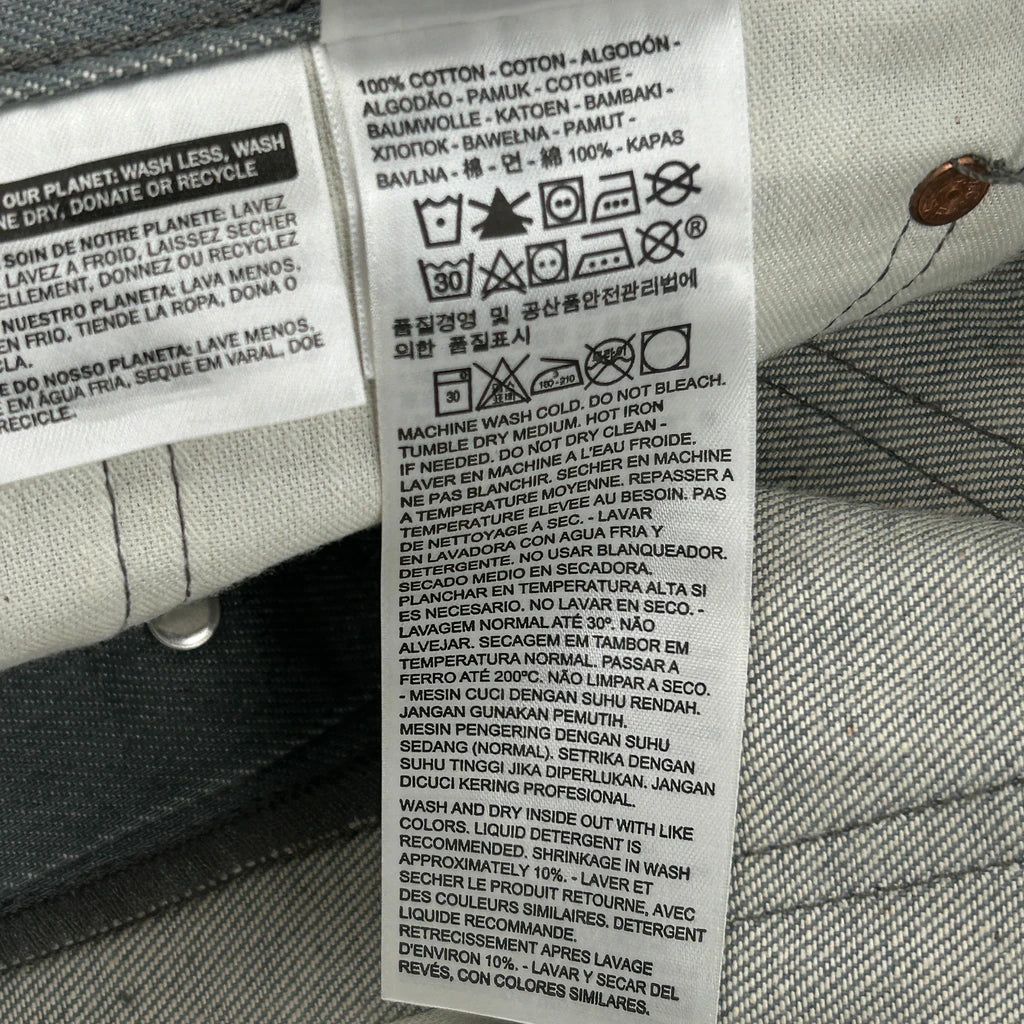 OUR PLANET: WASH LESS, WASH
NE DRY, DONATE OR RECYCLE
SOIN DE NOTRE PLANETE: LAVEZ
LAVEZ A FROID, LAISSEZ SECHER
ELLEMENT, DONNEZ OU RECYCLEZ
NUESTRO PLANETA: LAVA MENOS,
EN FRIO, TIENDE LA ROPA, DONA O
CLA.
E DO NOSSO PLANETA: LAVE MENOS,
EM ÁGUA FRIA, SEQUE EM VARAL, DOE
RECICLE.
100% COTTON - COTON - ALGODÓN -
ALGODÃO - PAMUK - COTONE -
BAUMWOLLE - KATOEN - BAMBAKI -
ХЛОПОК - BAWEŁNA - PAMUT -
BAVLNA - 棉 - 면 - 綿 100% - KAPAS
30 ®
품질경영 및 공산품안전관리법에
의한 품질표시
30 염소표백 180-210 드라이
MACHINE WASH COLD. DO NOT BLEACH.
TUMBLE DRY MEDIUM. HOT IRON
IF NEEDED. DO NOT DRY CLEAN -
LAVER EN MACHINE A L'EAU FROIDE.
NE PAS BLANCHIR. SECHER EN MACHINE
A TEMPERATURE MOYENNE. REPASSER A
TEMPERATURE ELEVEE AU BESOIN. PAS
DE NETTOYAGE A SEC. - LAVAR
EN LAVADORA CON AGUA FRIA Y
DETERGENTE. NO USAR BLANQUEADOR.
SECADO MEDIO EN SECADORA.
PLANCHAR EN TEMPERATURA ALTA SI
ES NECESARIO. NO LAVAR EN SECO. -
LAVAGEM NORMAL ATÉ 30º. NÃO
ALVEJAR. SECAGEM EM TAMBOR EM
TEMPERATURA NORMAL. PASSAR A
FERRO ATÉ 200ºC. NÃO LIMPAR A SECO.
- MESIN CUCI DENGAN SUHU RENDAH.
JANGAN GUNAKAN PEMUTIH.
MESIN PENGERING DENGAN SUHU
SEDANG (NORMAL). SETRIKA DENGAN
SUHU TINGGI JIKA DIPERLUKAN. JANGAN
DICUCI KERING PROFESIONAL.
WASH AND DRY INSIDE OUT WITH LIKE
COLORS. LIQUID DETERGENT IS
RECOMMENDED. SHRINKAGE IN WASH
APPROXIMATELY 10%. - LAVER ET
SECHER LE PRODUIT RETOURNE, AVEC
DES COULEURS SIMILAIRES. DETERGENT
LIQUIDE RECOMMANDE.
RETRECISSEMENT APRES LAVAGE
D'ENVIRON 10%. - LAVAR Y SECAR DEL
REVÉS, CON COLORES SIMILARES.